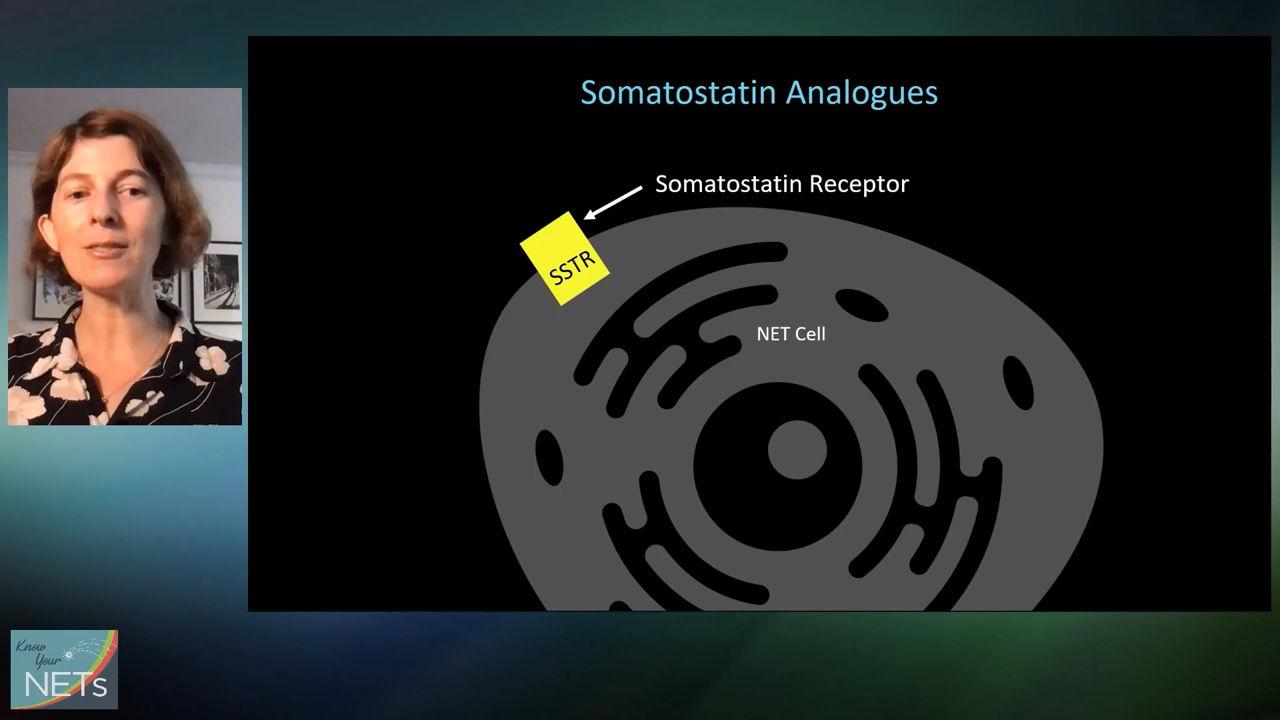 Somatostatin Analogues
Somatostatin Receptor
SSTR
NET Cell
Know
Your
NETs